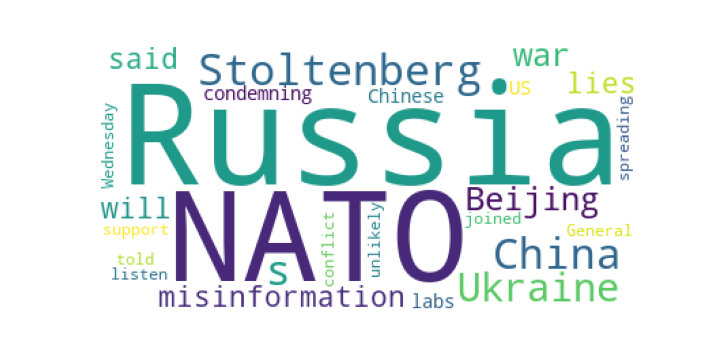 said
Stoltenberg
war
condemning
Chinese
US
lies
Wednesday
Russia
spreading
will
NATO
Beijing
joined
support
General
told
listen
s
conflict
unlikely
China
misinformation
labs
Ukraine